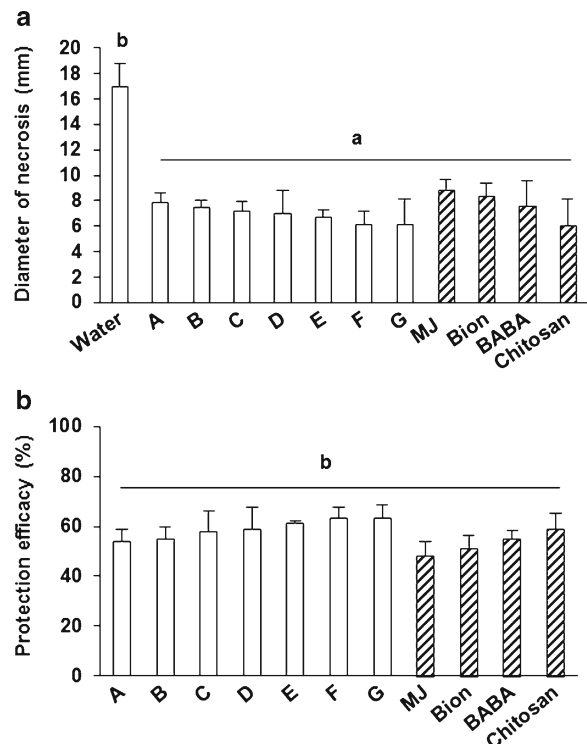 a
Diameter of necrosis (mm)
20
18
16
14
12
10
8
6
4
2
0
b
a
Water A B C D E F G MJ Bion BABA Chitosan
b
Protection efficacy (%)
100
80
60
40
20
0
b
A B C D E F G MJ Bion BABA Chitosan